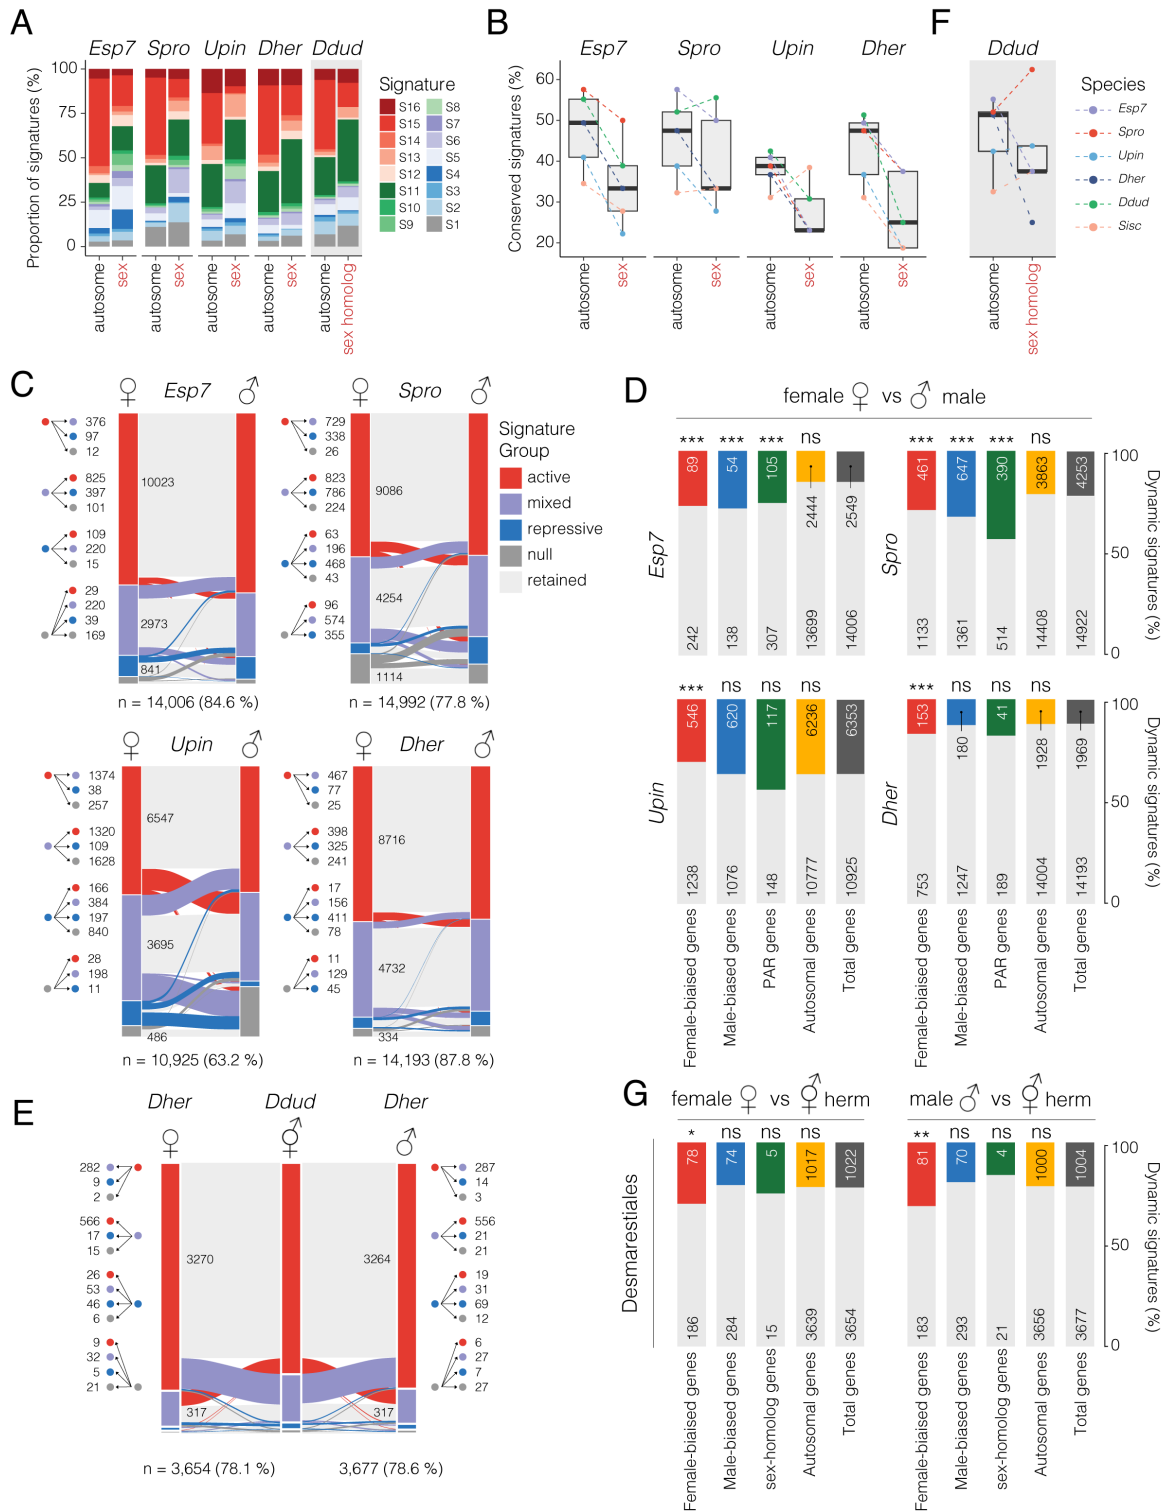 A
Esp7 Spro Upin Dher Ddud
Proportion of signatures (%)
100
75
50
25
0
autosome sex autosome sex autosome sex autosome sex autosome sex homolog
Signature
S16 S8
S15 S7
S14 S6
S13 S5
S12 S4
S11 S3
S10 S2
S9 S1
B
Esp7 Spro Upin Dher
Conserved signatures (%)
60
50
40
30
20
autosome sex autosome sex autosome sex autosome sex
F
Ddud
autosome sex homolog
Species
Esp7
Spro
Upin
Dher
Ddud
Sisc
C
♀ Esp7 ♂
376
97
12
825
397
101
109
220
15
29
220
39
169
10023
2973
841
n = 14,006 (84.6 %)
♀ Spro ♂
729
338
26
823
786
224
63
196
468
43
96
574
355
9086
4254
1114
n = 14,992 (77.8 %)
Signature
Group
active
mixed
repressive
null
retained
♀ Upin ♂
1374
38
257
1320
109
1628
166
384
197
840
28
198
11
6547
3695
486
n = 10,925 (63.2 %)
♀ Dher ♂
467
77
25
398
325
241
17
156
411
78
11
129
45
8716
4732
334
n = 14,193 (87.8 %)
D
female ♀ vs ♂ male
Esp7
*** *** *** ns
89 54 105 2444 2549
242 138 307 13699 14006
Spro
*** *** *** ns
461 647 390 3863 4253
1133 1361 514 14408 14922
100
50
0
Dynamic signatures (%)
Upin
*** ns ns ns
546 620 117 6236 6353
1238 1076 148 10777 10925
Female-biaised genes Male-biased genes PAR genes Autosomal genes Total genes
Dher
*** ns ns ns
153 180 41 1928 1969
753 1247 189 14004 14193
Female-biaised genes Male-biased genes PAR genes Autosomal genes Total genes
100
50
0
Dynamic signatures (%)
E
Dher Ddud Dher
♀ ⚥ ♂
282
9
2
566
17
15
26
53
46
6
9
32
5
21
3270
317
3264
317
287
14
3
556
21
21
19
31
69
12
6
27
7
27
n = 3,654 (78.1 %) 3,677 (78.6 %)
G
female ♀ vs ⚥ herm
male ♂ vs ⚥ herm
Desmarestiales
* ns ns ns
78 74 5 1017 1022
186 284 15 3639 3654
Female-biaised genes Male-biased genes sex-homolog genes Autosomal genes Total genes
** ns ns ns
81 70 4 1000 1004
183 293 21 3656 3677
Female-biaised genes Male-biased genes sex-homolog genes Autosomal genes Total genes
100
50
0
Dynamic signatures (%)